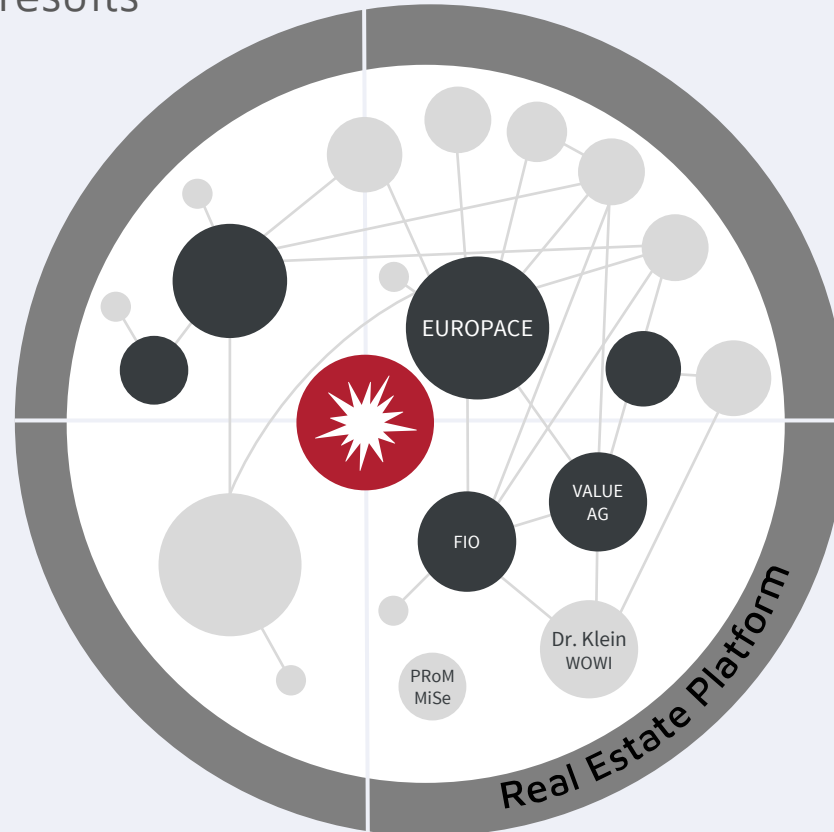 results
EUROPACE
VALUE
AG
FIO
Dr. Klein
WOWI
PRoM
MiSe
Real Estate Platform